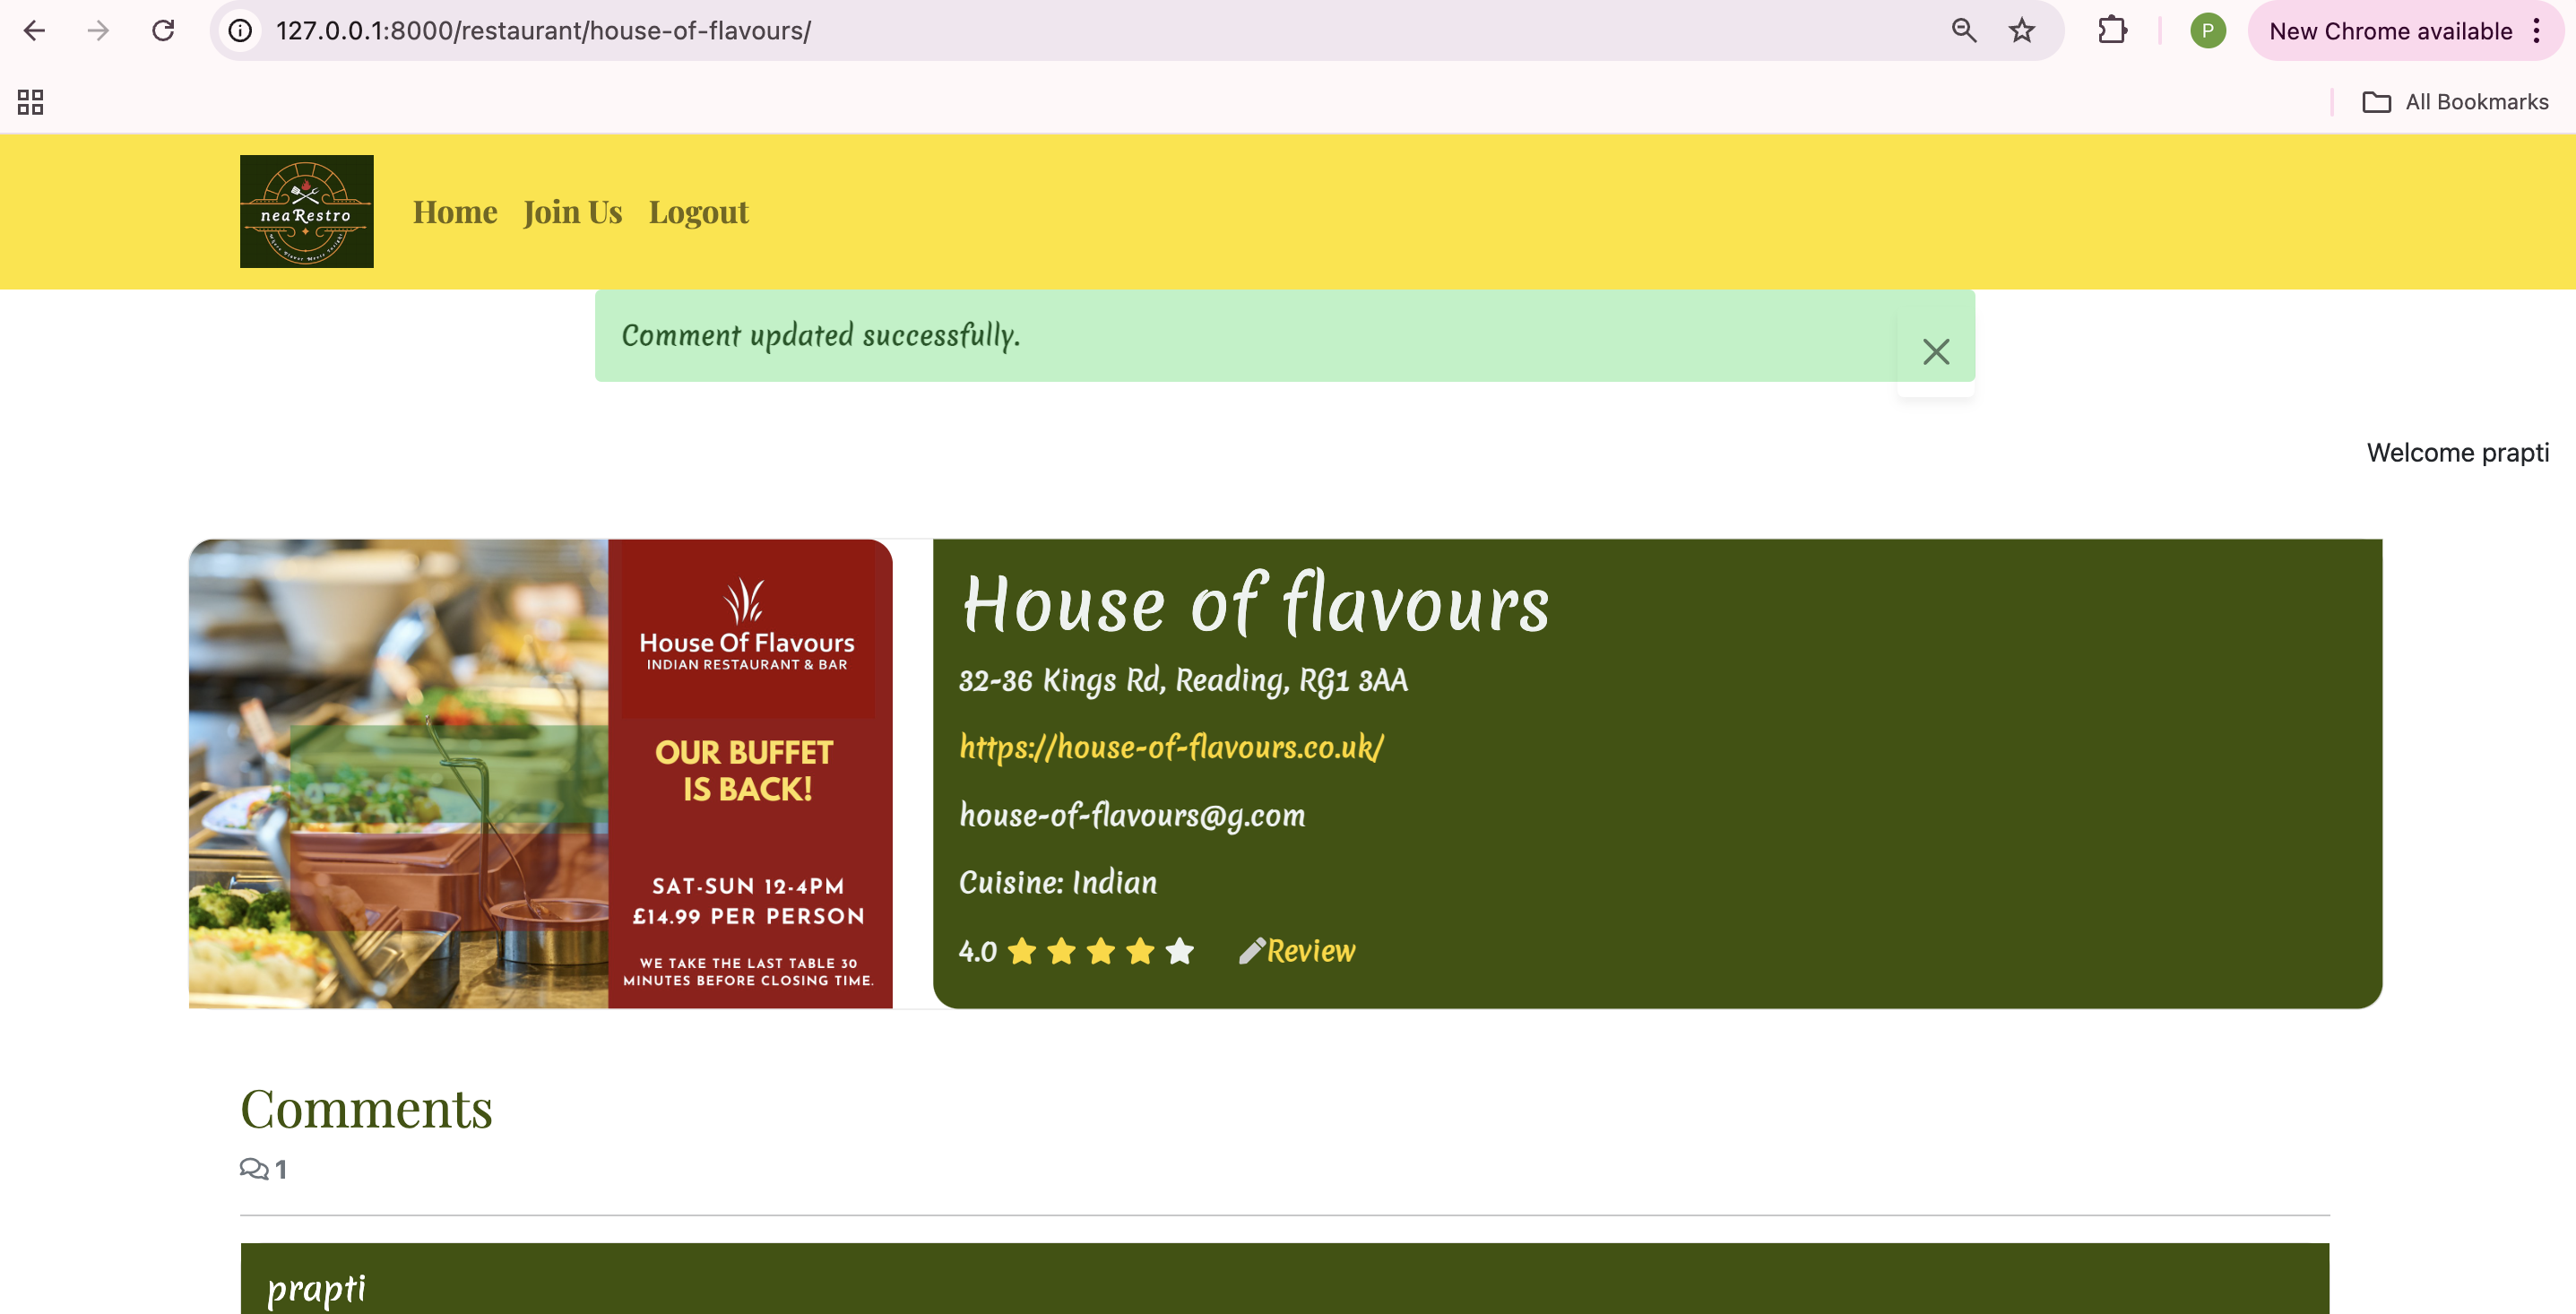 127.0.0.1:8000/restaurant/house-of-flavours/
P
New Chrome available
All Bookmarks
neaRestro
Home Join Us Logout
Comment updated successfully.
Welcome prapti
House Of Flavours
INDIAN RESTAURANT & BAR
OUR BUFFET
IS BACK!
SAT-SUN 12-4PM
£14.99 PER PERSON
WE TAKE THE LAST TABLE 30
MINUTES BEFORE CLOSING TIME.
House of flavours
32-36 Kings Rd, Reading, RG1 3AA
https://house-of-flavours.co.uk/
house-of-flavours@g.com
Cuisine: Indian
4.0 Review
Comments
1
prapti